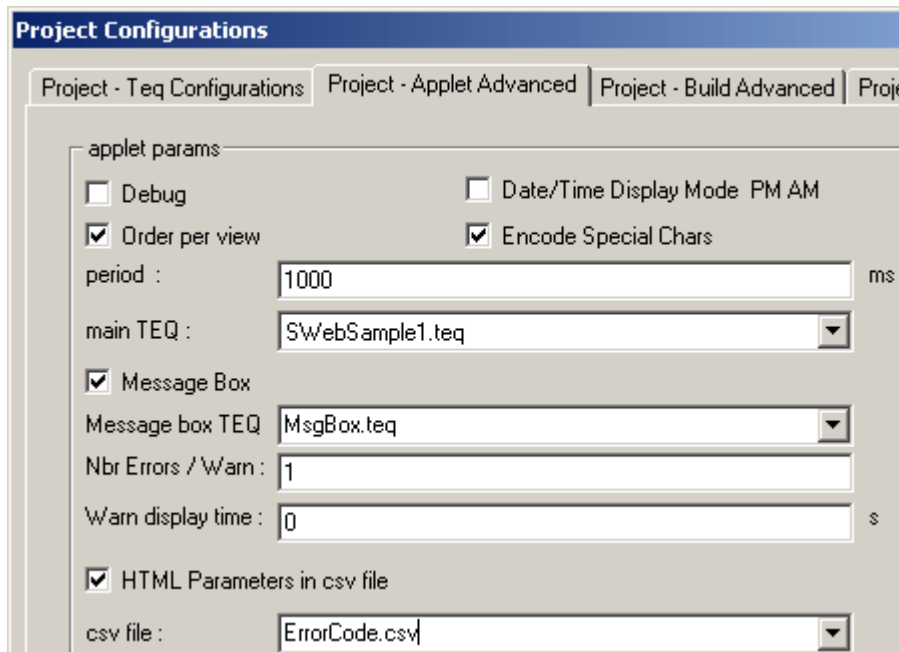 Project Configurations
Project - Teq Configurations Project - Applet Advanced Project - Build Advanced
applet params
Debug Date/Time Display Mode PM AM
Order per view Encode Special Chars
period : 1000 ms
main TEQ : SWebSample1.teq
Message Box
Message box TEQ MsgBox.teq
Nbr Errors / Warn : 1
Warn display time : 0 s
HTML Parameters in csv file
csv file : ErrorCode.csv